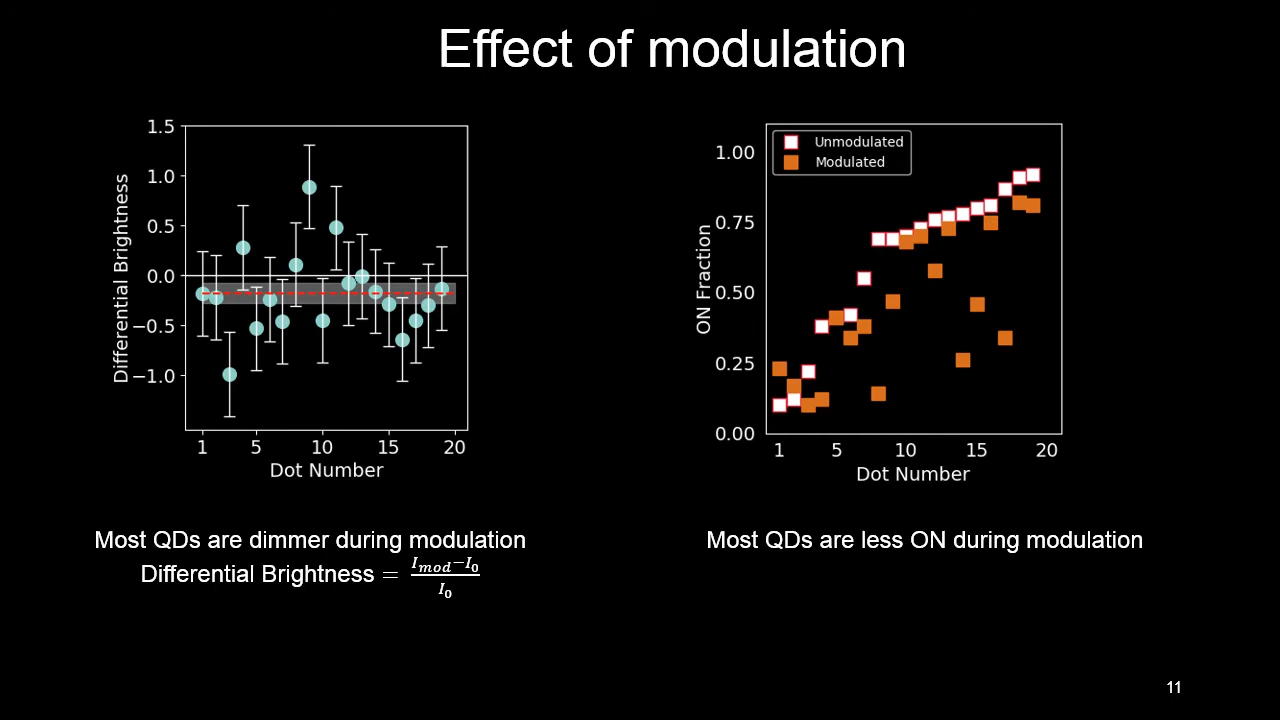 Effect of modulation
1.5
1.0
0.5
0.0
−0.5
−1.0
Differential Brightness
1 5 10 15 20
Dot Number
Unmodulated
Modulated
1.00
0.75
0.50
0.25
0.00
ON Fraction
1 5 10 15 20
Dot Number
Most QDs are dimmer during modulation
Differential Brightness = (I_mod−I_0)/I_0
Most QDs are less ON during modulation
11